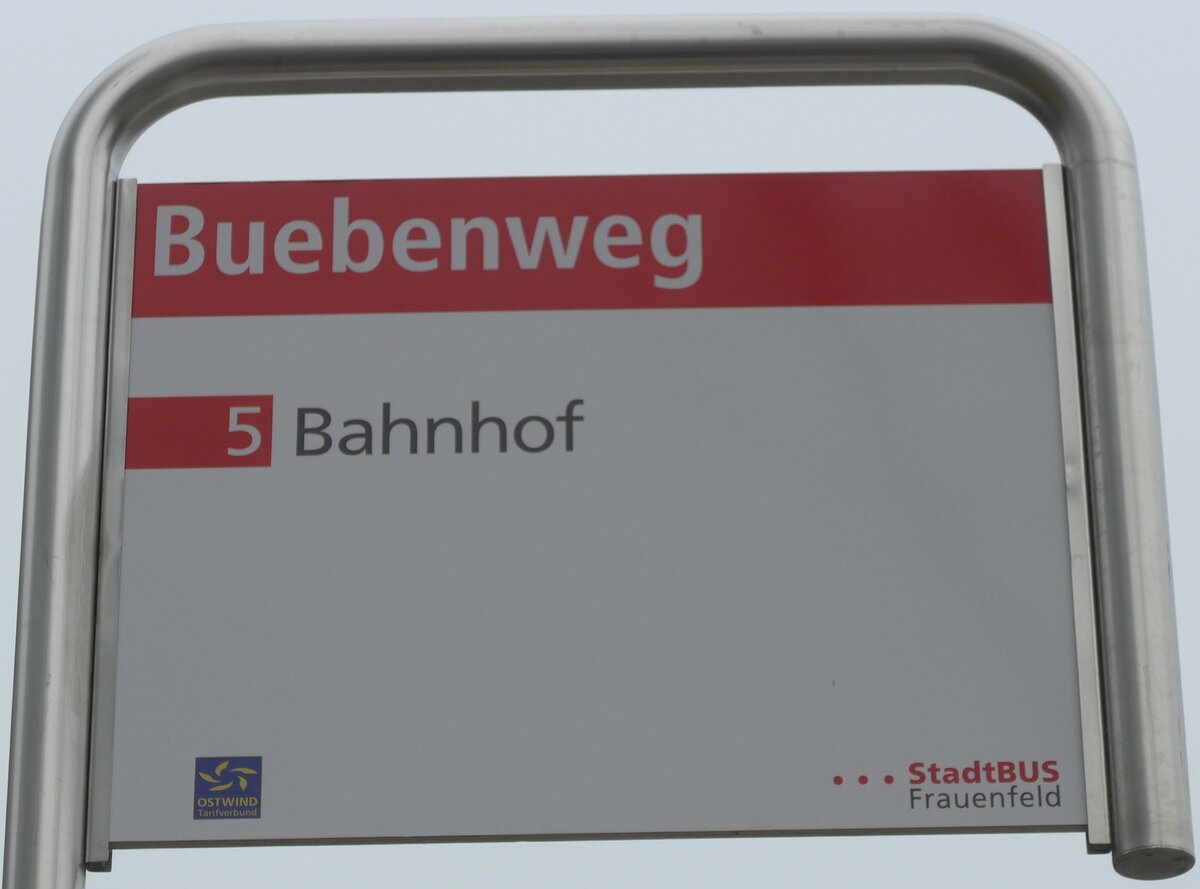 Buebenweg
5 Bahnhof
OSTWIND
Tarifverbund
StadtBUS
Frauenfeld